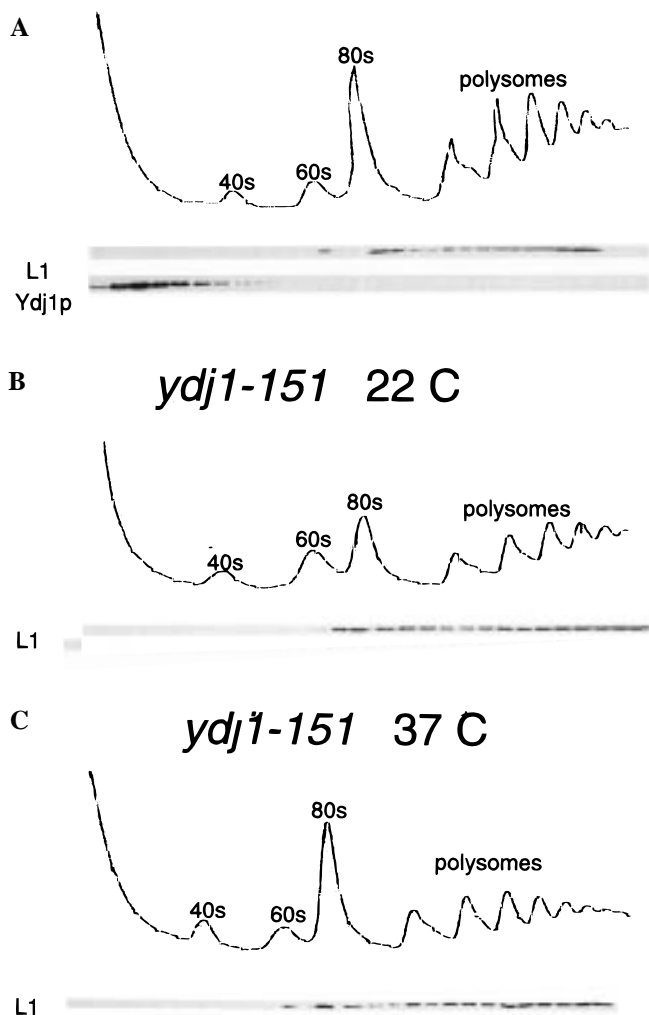 A
80s
polysomes
60s
40s
L1
Ydj1p
B
ydj1-151 22 C
80s
polysomes
60s
40s
L1
C
ydj1-151 37 C
80s
polysomes
40s
60s
L1